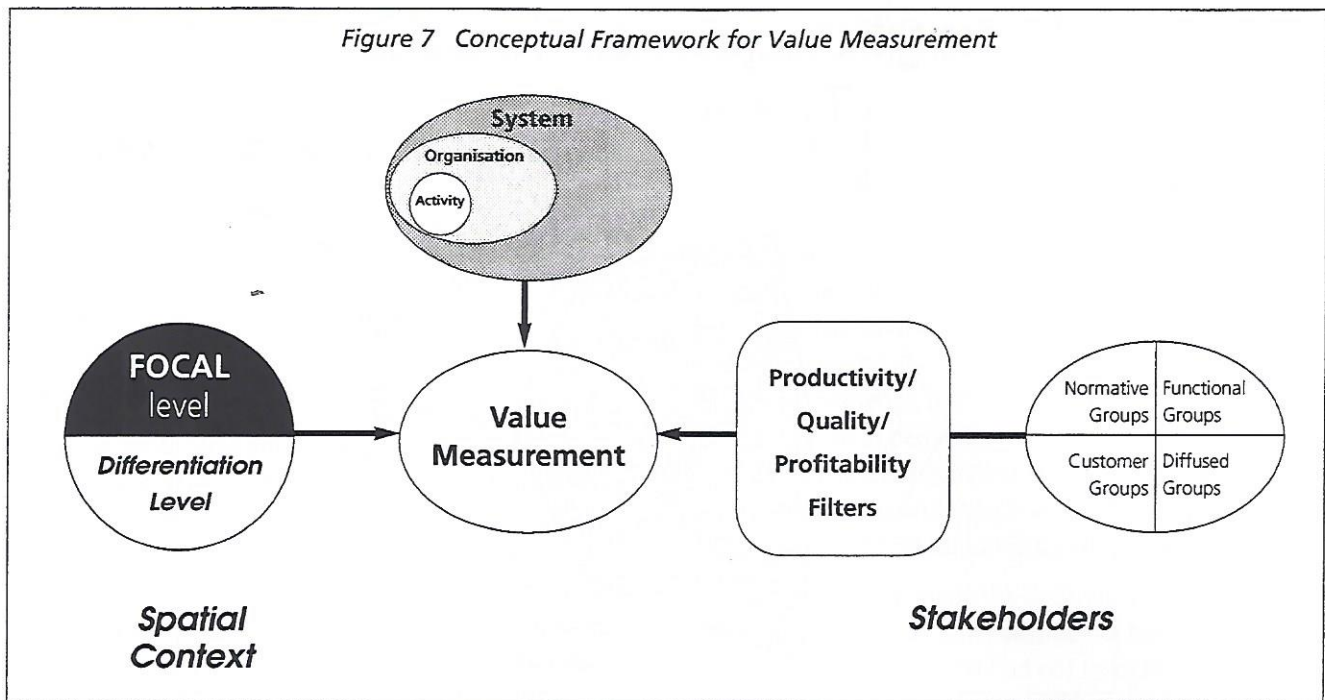 Figure 7 Conceptual Framework for Value Measurement
System
Organisation
Activity
FOCAL
level
Differentiation
Level
Value
Measurement
Productivity/
Quality/
Profitability
Filters
Normative
Groups
Functional
Groups
Customer
Groups
Diffused
Groups
Spatial
Context
Stakeholders